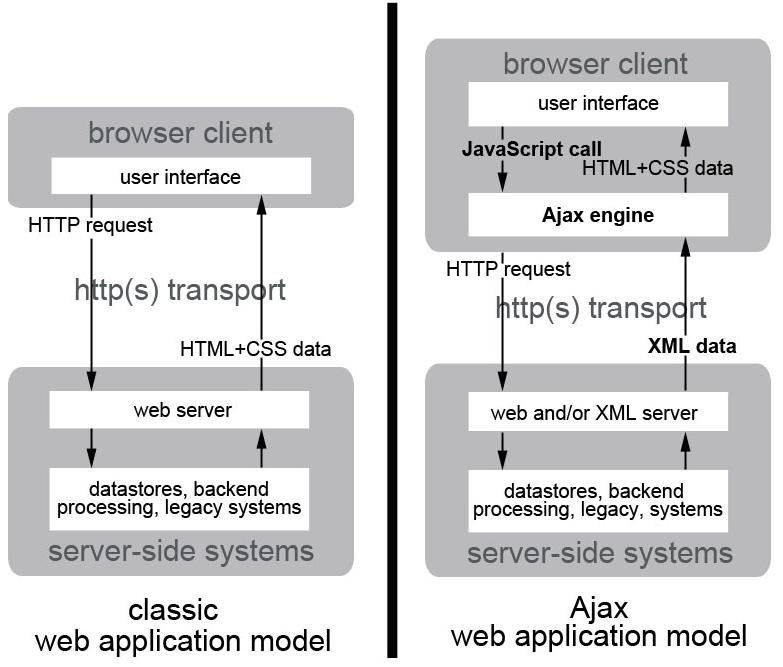 browser client
user interface
HTTP request
http(s) transport
HTML+CSS data
web server
datastores, backend
processing, legacy systems
server-side systems
classic
web application model
browser client
user interface
JavaScript call
HTML+CSS data
Ajax engine
HTTP request
http(s) transport
XML data
web and/or XML server
datastores, backend
processing, legacy, systems
server-side systems
Ajax
web application model